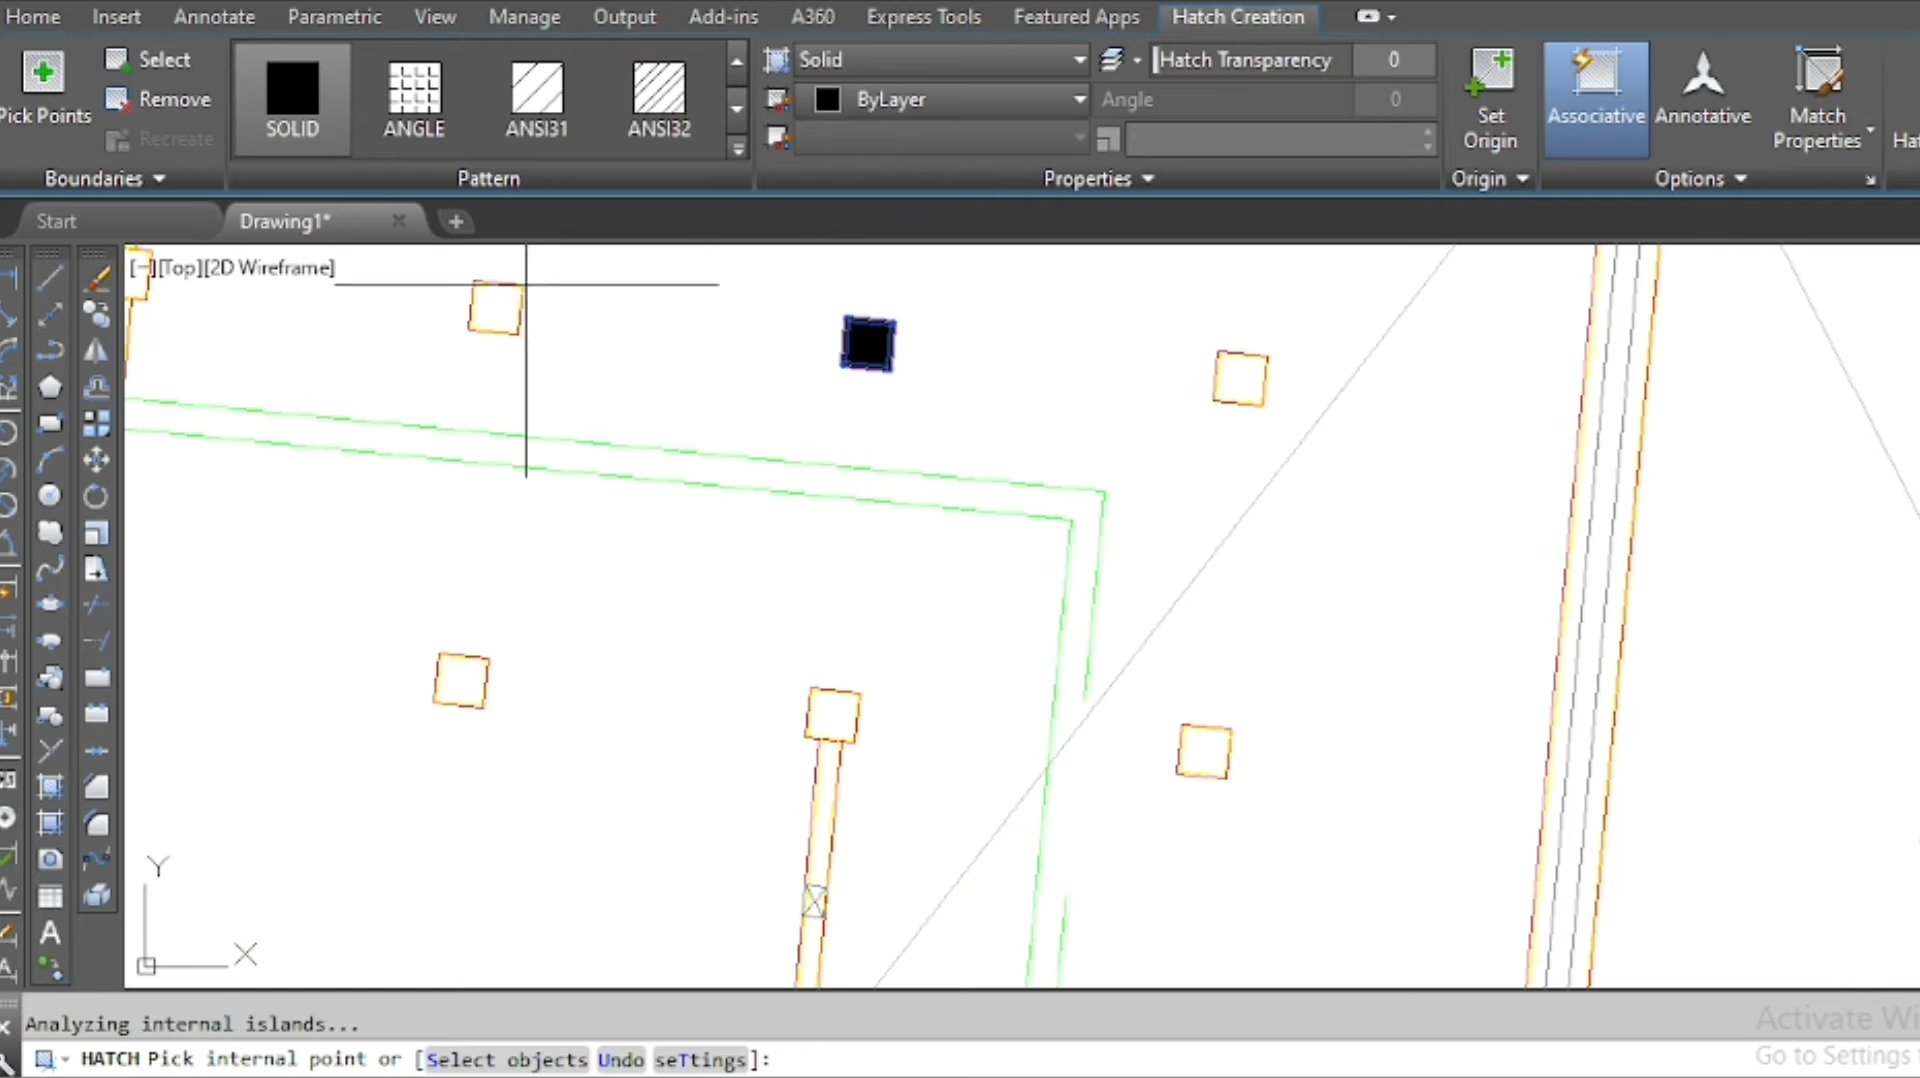 Home Insert Annotate Parametric View Manage Output Add-ins A360 Express Tools Featured Apps Hatch Creation
Pick Points
Select
Remove
Recreate
Boundaries
SOLID ANGLE ANSI31 ANSI32
Pattern
Solid
ByLayer
Hatch Transparency 0
Angle 0
Properties
Set Origin
Origin
Associative
Annotative
Match Properties
Options
Start Drawing1*
[−][Top][2D Wireframe]
Y
X
A
Analyzing internal islands...
HATCH Pick internal point or [Select objects Undo seTtings]:
Activate Wi
Go to Settings t